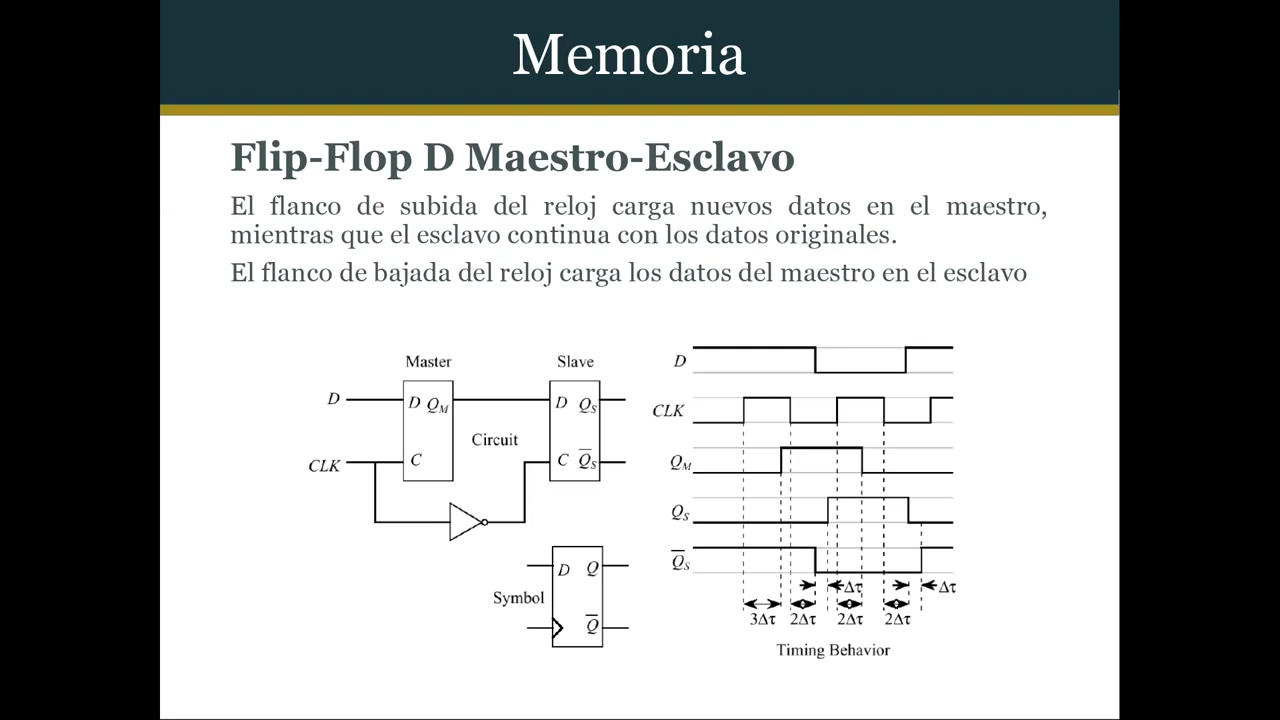 Memoria
Flip-Flop D Maestro-Esclavo
El flanco de subida del reloj carga nuevos datos en el maestro,
mientras que el esclavo continua con los datos originales.
El flanco de bajada del reloj carga los datos del maestro en el esclavo
Master
Slave
D
D Q_M
D Q_S
Circuit
CLK
C
C Q̅_S
Symbol
D Q
Q̅
D
CLK
Q_M
Q_S
Q̅_S
Δτ
Δτ
3Δτ
2Δτ
2Δτ
2Δτ
Timing Behavior